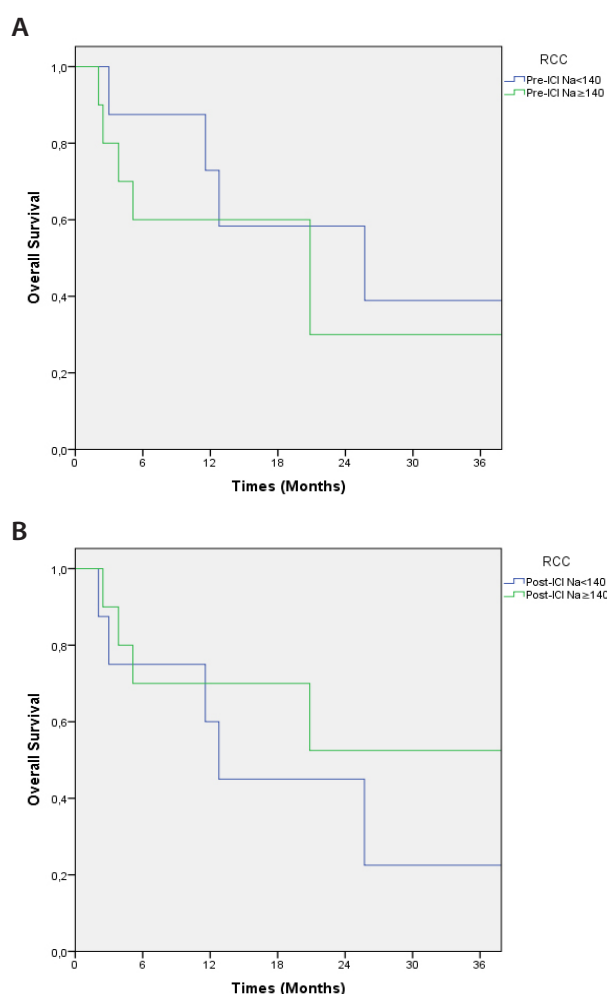 A
RCC
Pre-ICI Na<140
Pre-ICI Na≥140
1,0
0,8
0,6
0,4
0,2
0,0
Overall Survival
0 6 12 18 24 30 36
Times (Months)
B
RCC
Post-ICI Na<140
Post-ICI Na≥140
1,0
0,8
0,6
0,4
0,2
0,0
Overall Survival
0 6 12 18 24 30 36
Times (Months)